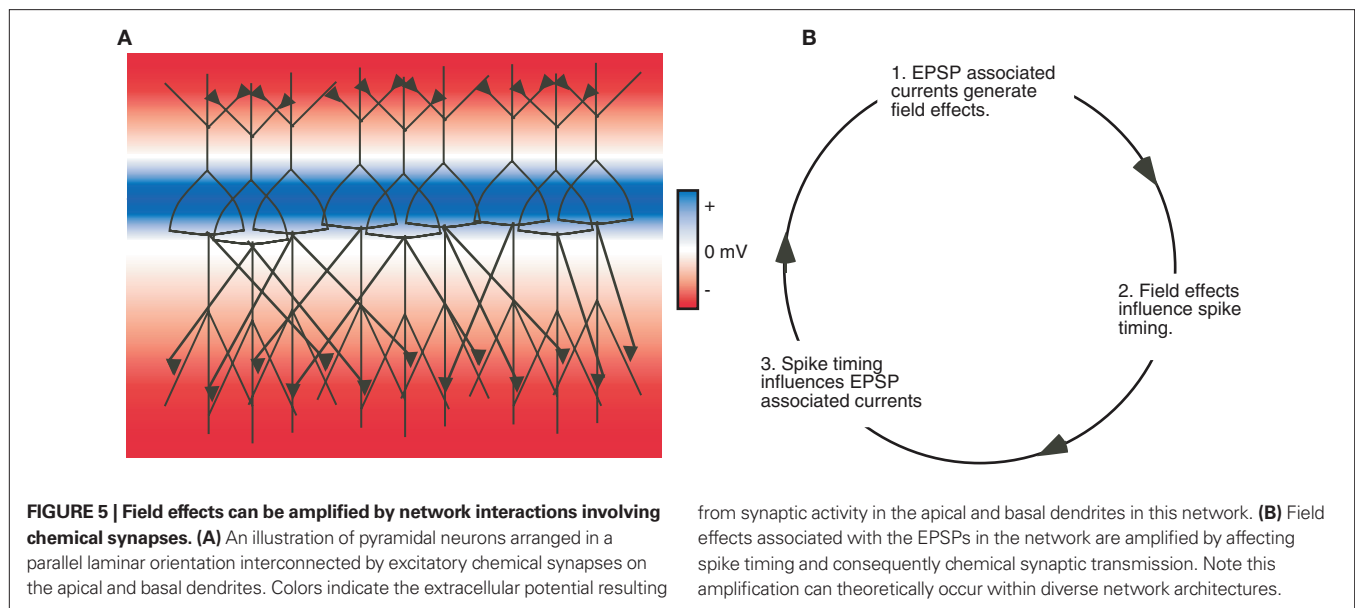 A
+
0 mV
-
B
1. EPSP associated
currents generate
field effects.
2. Field effects
influence spike
timing.
3. Spike timing
influences EPSP
associated currents
FIGURE 5 | Field effects can be amplified by network interactions involving
chemical synapses. (A) An illustration of pyramidal neurons arranged in a
parallel laminar orientation interconnected by excitatory chemical synapses on
the apical and basal dendrites. Colors indicate the extracellular potential resulting
from synaptic activity in the apical and basal dendrites in this network. (B) Field
effects associated with the EPSPs in the network are amplified by affecting
spike timing and consequently chemical synaptic transmission. Note this
amplification can theoretically occur within diverse network architectures.